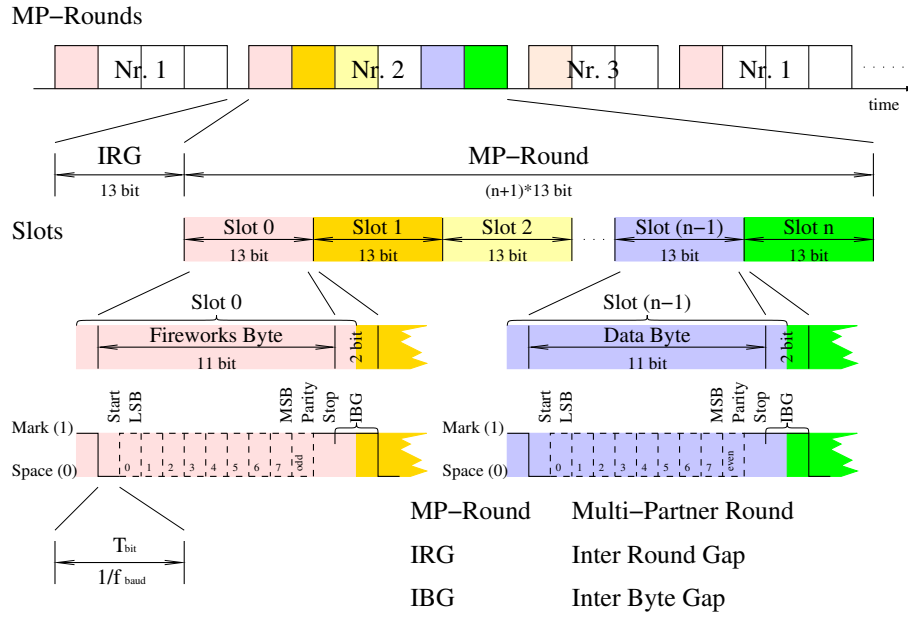 MP−Rounds
Nr. 1 Nr. 2 Nr. 3 Nr. 1 . . . . .
time
IRG MP−Round
13 bit (n+1)*13 bit
Slots Slot 0 Slot 1 Slot 2 . . . Slot (n−1) Slot n
13 bit 13 bit 13 bit 13 bit 13 bit
Slot 0 Slot (n−1)
Fireworks Byte 2 bit Data Byte 2 bit
11 bit 11 bit
Start LSB MSB Parity Stop IBG Start LSB MSB Parity Stop IBG
Mark (1) Mark (1)
Space (0) 0 1 2 3 4 5 6 7 odd Space (0) 0 1 2 3 4 5 6 7 even
MP−Round Multi−Partner Round
T bit IRG Inter Round Gap
1/f baud
IBG Inter Byte Gap